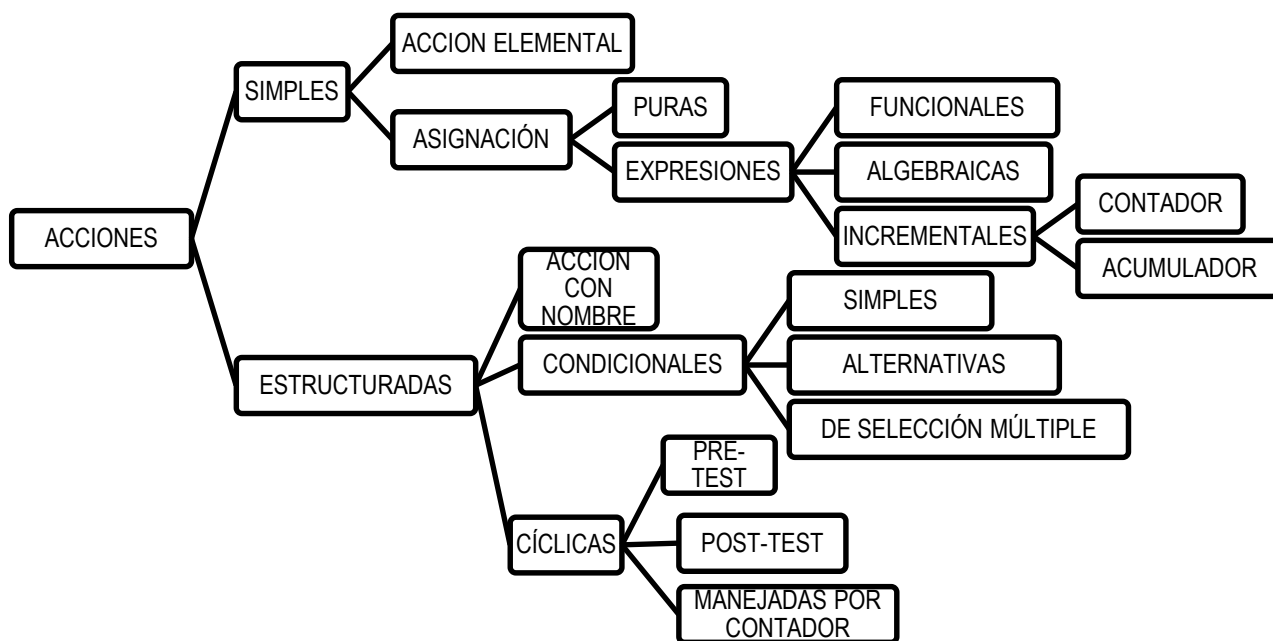 ACCIONES
SIMPLES
ACCION ELEMENTAL
ASIGNACIÓN
PURAS
EXPRESIONES
FUNCIONALES
ALGEBRAICAS
INCREMENTALES
CONTADOR
ACUMULADOR
ESTRUCTURADAS
ACCION
CON
NOMBRE
CONDICIONALES
SIMPLES
ALTERNATIVAS
DE SELECCIÓN MÚLTIPLE
CÍCLICAS
PRE-
TEST
POST-TEST
MANEJADAS POR
CONTADOR